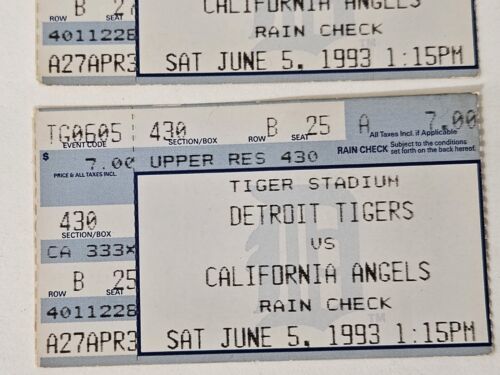 B 27 CALIFORNIA ANGELS
ROW SEAT
4011228 RAIN CHECK
A27APR3 SAT JUNE 5, 1993 1:15PM
TG0605 430 B 25 A 7.00
EVENT CODE SECTION/BOX ROW SEAT All Taxes Incl. if Applicable
$ 7.00 UPPER RES 430 RAIN CHECK Subject to the conditions set forth on the back hereof.
PRICE & ALL TAXES INCL.
TIGER STADIUM
430 DETROIT TIGERS
SECTION/BOX
CA 333× VS
B 25 CALIFORNIA ANGELS
ROW SEAT
4011228 RAIN CHECK
A27APR3 SAT JUNE 5, 1993 1:15PM